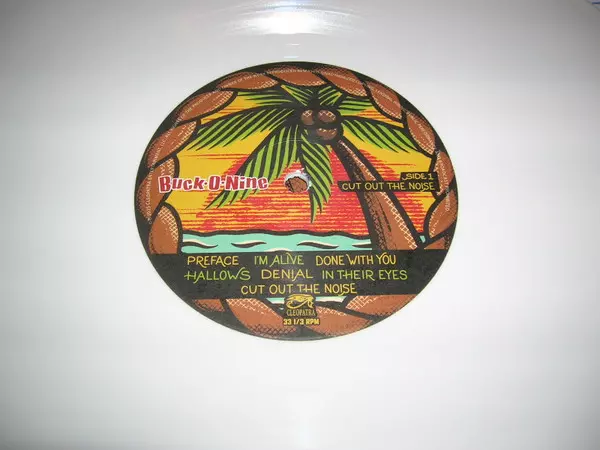 Buck-O-Nine
SIDE 1
CUT OUT THE NOISE
PREFACE I'M ALIVE DONE WITH YOU
HALLOWS DENIAL IN THEIR EYES
CUT OUT THE NOISE
CLEOPATRA
33 1/3 RPM